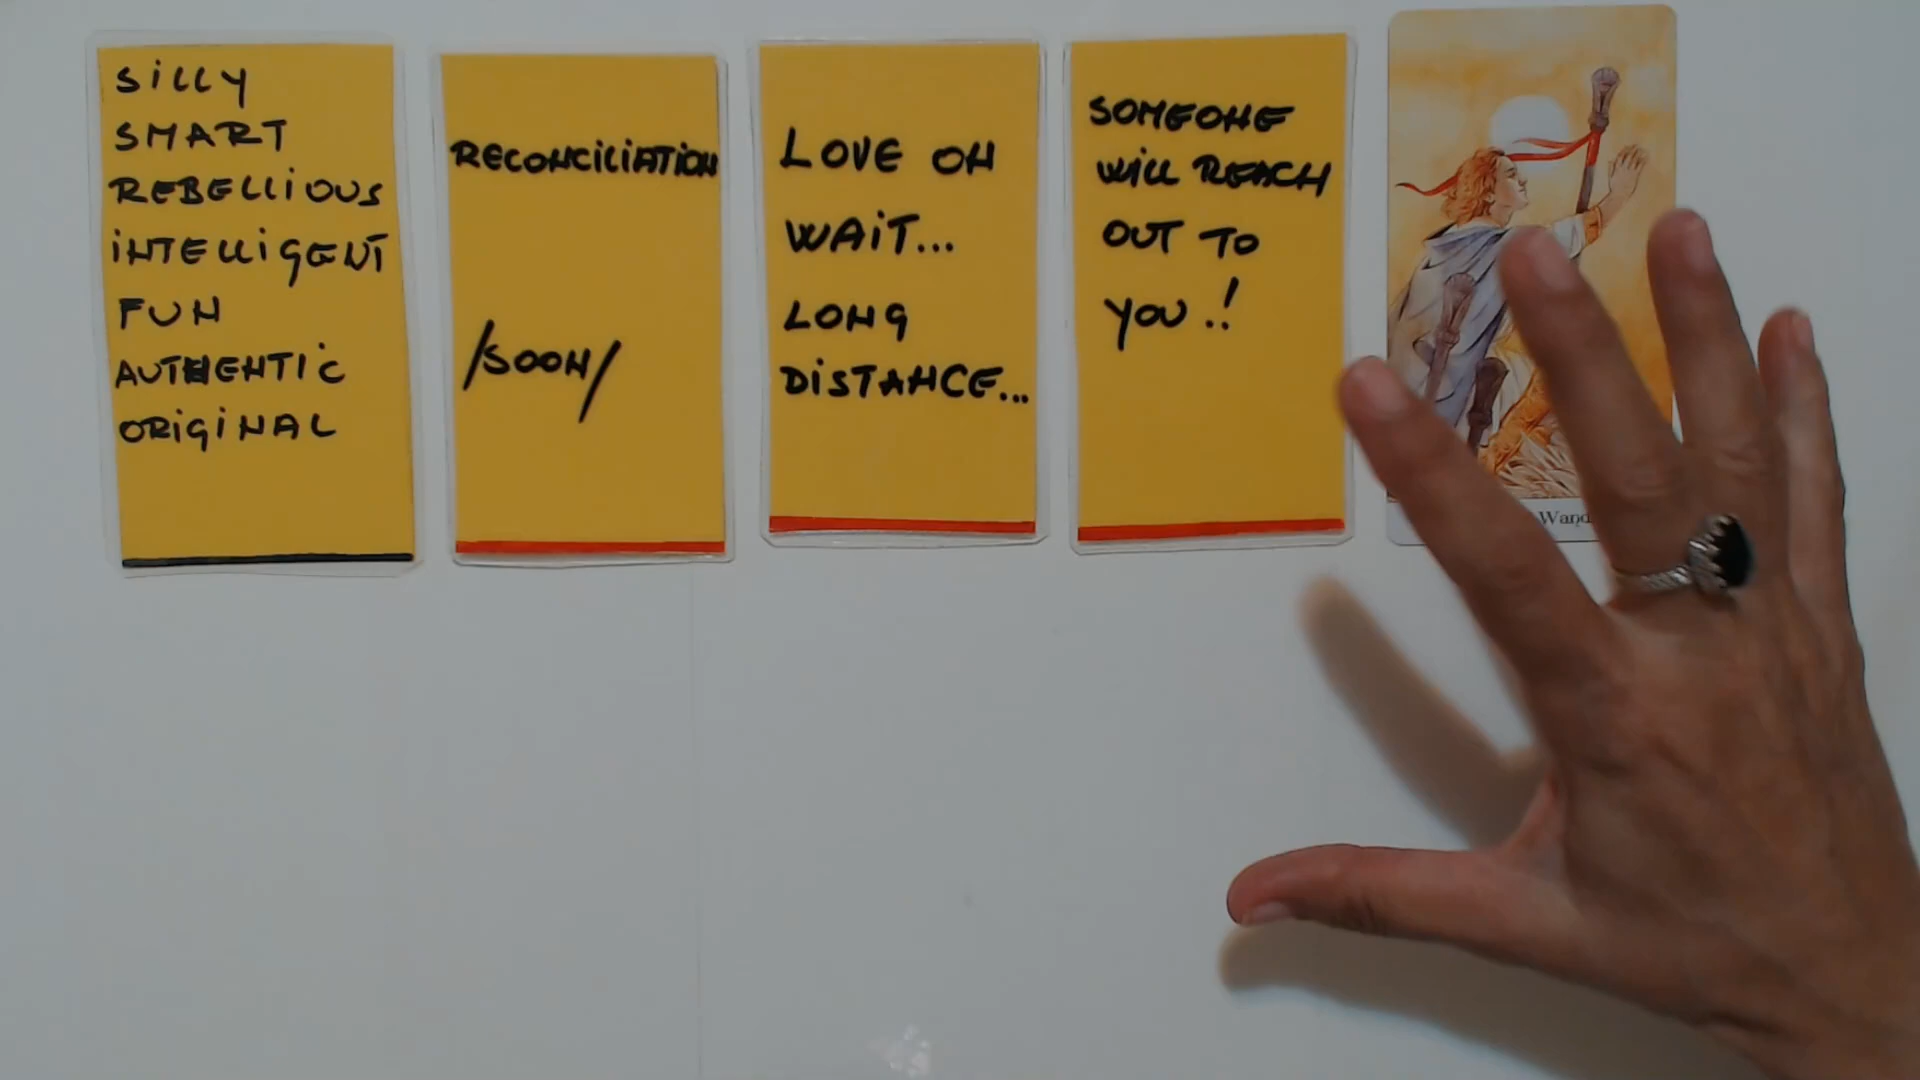 SiLLY
SMART
REBELLiOUS
iNTELLiGENT
FUN
AUTHENTiC
ORiGiNAL
RECONCiLiATiON
/SOON/
LOVE ON
WAiT...
LONG
DiSTANCE...
SOMEONE
WiLL REACH
OUT TO
YOU!!
Wand